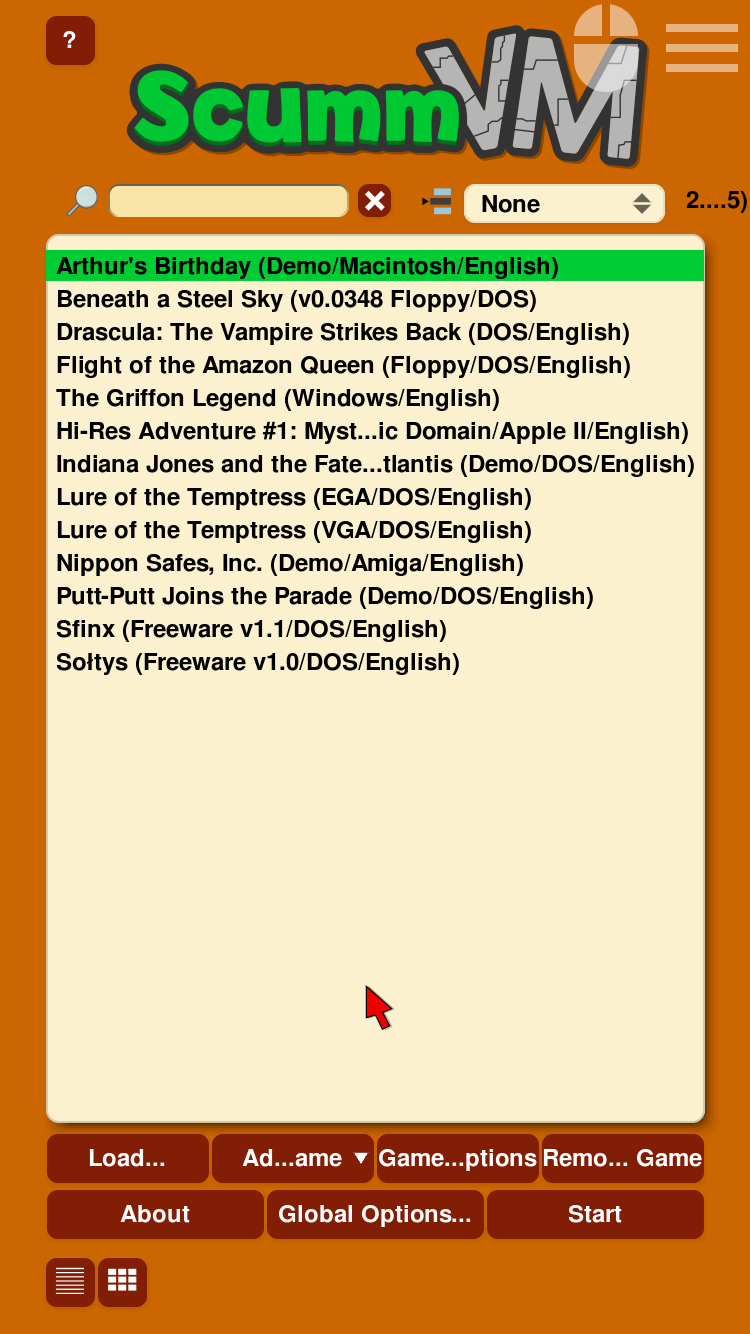 ?
ScummVM
None
2....5)
Arthur's Birthday (Demo/Macintosh/English)
Beneath a Steel Sky (v0.0348 Floppy/DOS)
Drascula: The Vampire Strikes Back (DOS/English)
Flight of the Amazon Queen (Floppy/DOS/English)
The Griffon Legend (Windows/English)
Hi-Res Adventure #1: Myst...ic Domain/Apple II/English)
Indiana Jones and the Fate...tlantis (Demo/DOS/English)
Lure of the Temptress (EGA/DOS/English)
Lure of the Temptress (VGA/DOS/English)
Nippon Safes, Inc. (Demo/Amiga/English)
Putt-Putt Joins the Parade (Demo/DOS/English)
Sfinx (Freeware v1.1/DOS/English)
Sołtys (Freeware v1.0/DOS/English)
Load... Ad...ame Game...ptions Remo... Game
About Global Options... Start